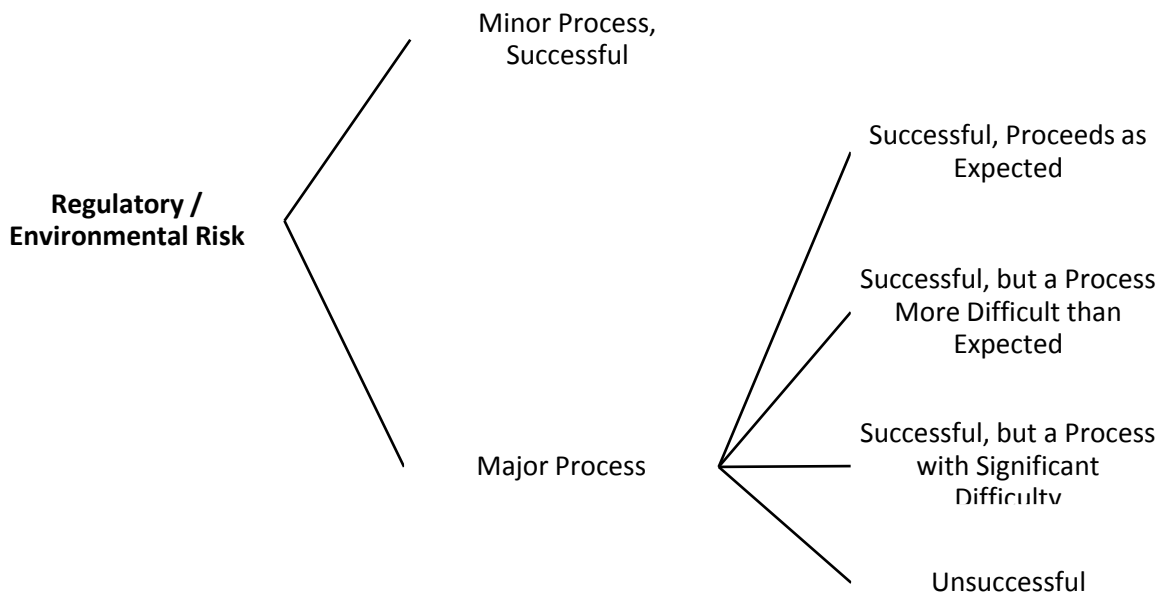 Minor Process,
Successful
Successful, Proceeds as
Expected
Regulatory /
Environmental Risk
Successful, but a Process
More Difficult than
Expected
Successful, but a Process
with Significant
Difficulty
Major Process
Unsuccessful